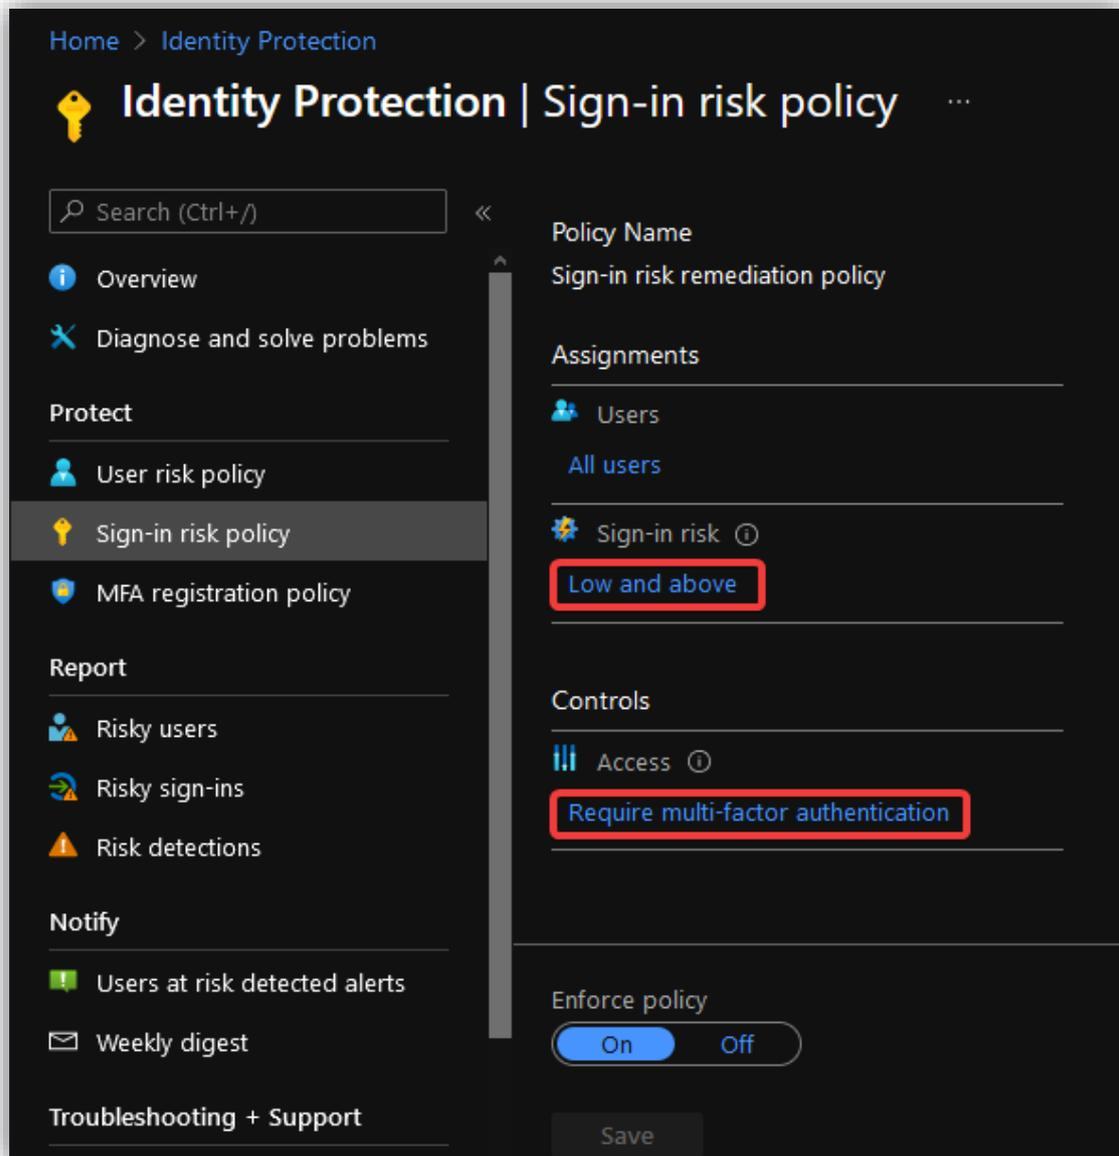 Home > Identity Protection
Identity Protection | Sign-in risk policy ...
Search (Ctrl+/)
«
Overview
Diagnose and solve problems
Protect
User risk policy
Sign-in risk policy
MFA registration policy
Report
Risky users
Risky sign-ins
Risk detections
Notify
Users at risk detected alerts
Weekly digest
Troubleshooting + Support
Policy Name
Sign-in risk remediation policy
Assignments
Users
All users
Sign-in risk
Low and above
Controls
Access
Require multi-factor authentication
Enforce policy
On Off
Save